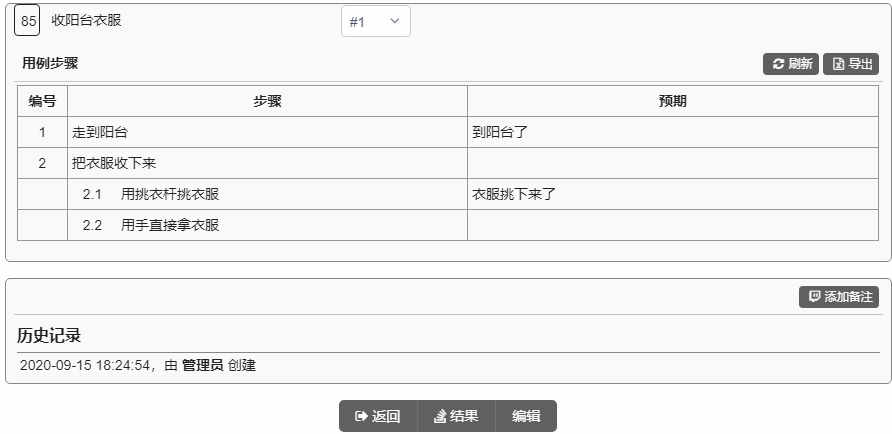 85 收阳台衣服 #1
用例步骤 刷新 导出
编号 步骤 预期
1 走到阳台 到阳台了
2 把衣服收下来
2.1 用挑衣杆挑衣服 衣服挑下来了
2.2 用手直接拿衣服
添加备注
历史记录
2020-09-15 18:24:54，由 管理员 创建
返回 结果 编辑